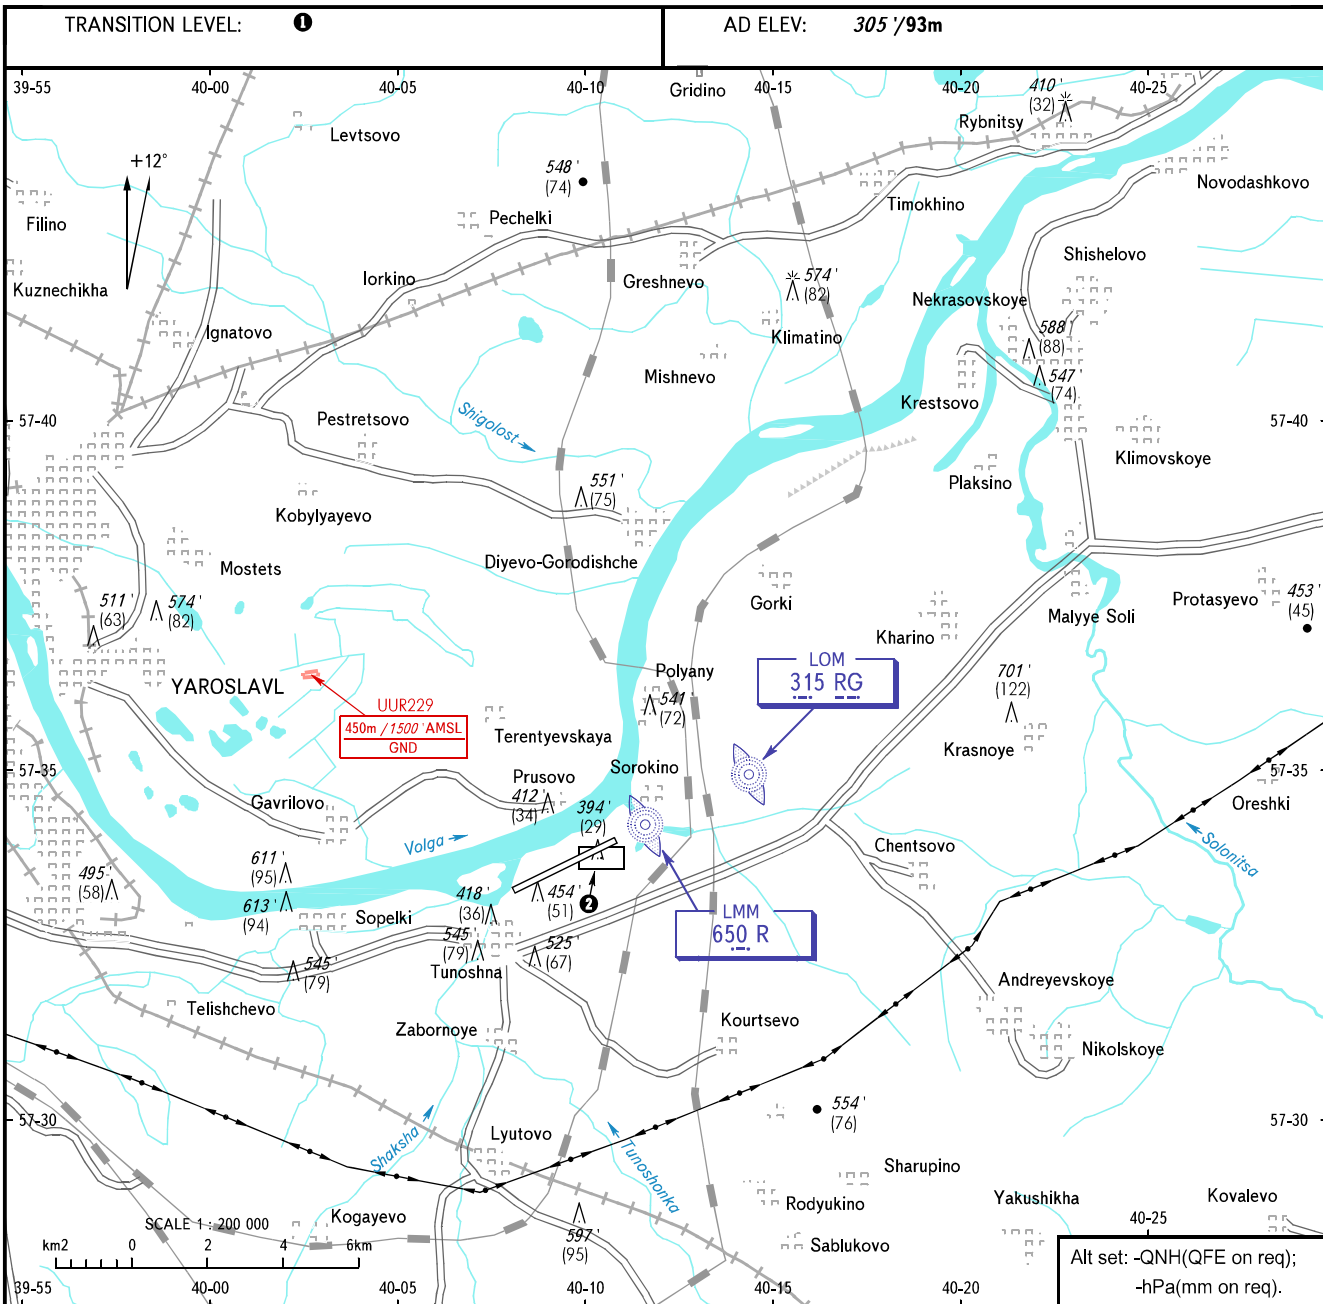 TRANSITION LEVEL: ❶
AD ELEV: 305'/93m
39-55 40-00 40-05 40-10 40-15 40-20 40-25
Gridino
410'
(32)
Rybnitsy
Levtsovo
+12°
548'
(74)
Novodashkovo
Filino
Pechelki
Timokhino
Shishelovo
Kuznechikha
Iorkino
Greshnevo
574'
(82)
Nekrasovskoye
Ignatovo
Klimatino
588'
(88)
Mishnevo
547'
(74)
Krestsovo
Pestretsovo
Shigolost
57-40
57-40
Klimovskoye
551'
(75)
Plaksino
Kobylyayevo
Diyevo-Gorodishche
Mostets
Gorki
511'
(63)
574'
(82)
Malyye Soli
Protasyevo
453'
(45)
Kharino
YAROSLAVL
Polyany
LOM
315 RG
701'
(122)
541'
(72)
UUR229
450m / 1500'AMSL
GND
Terentyevskaya
Krasnoye
Sorokino
57-35
57-35
Prusovo
412'
(34)
394'
(29)
Oreshki
Gavrilovo
Volga
Chentsovo
Solonitsa
611'
(95)
495'
(58)
613'
(94)
418'
(36)
454'
(51)
❷
LMM
650 R
Sopelki
545'
(79)
525'
(67)
Tunoshna
545'
(79)
Andreyevskoye
Telishchevo
Zabornoye
Kourtsevo
Nikolskoye
57-30
554'
(76)
57-30
Shaksha
Lyutovo
Tunoshonka
Sharupino
Rodyukino
Yakushikha
Kovalevo
Kogayevo
SCALE 1 : 200 000
40-25
597'
(95)
Sablukovo
km2 0 2 4 6km
Alt set: -QNH(QFE on req);
-hPa(mm on req).
39-55 40-00 40-05 40-10 40-15 40-20